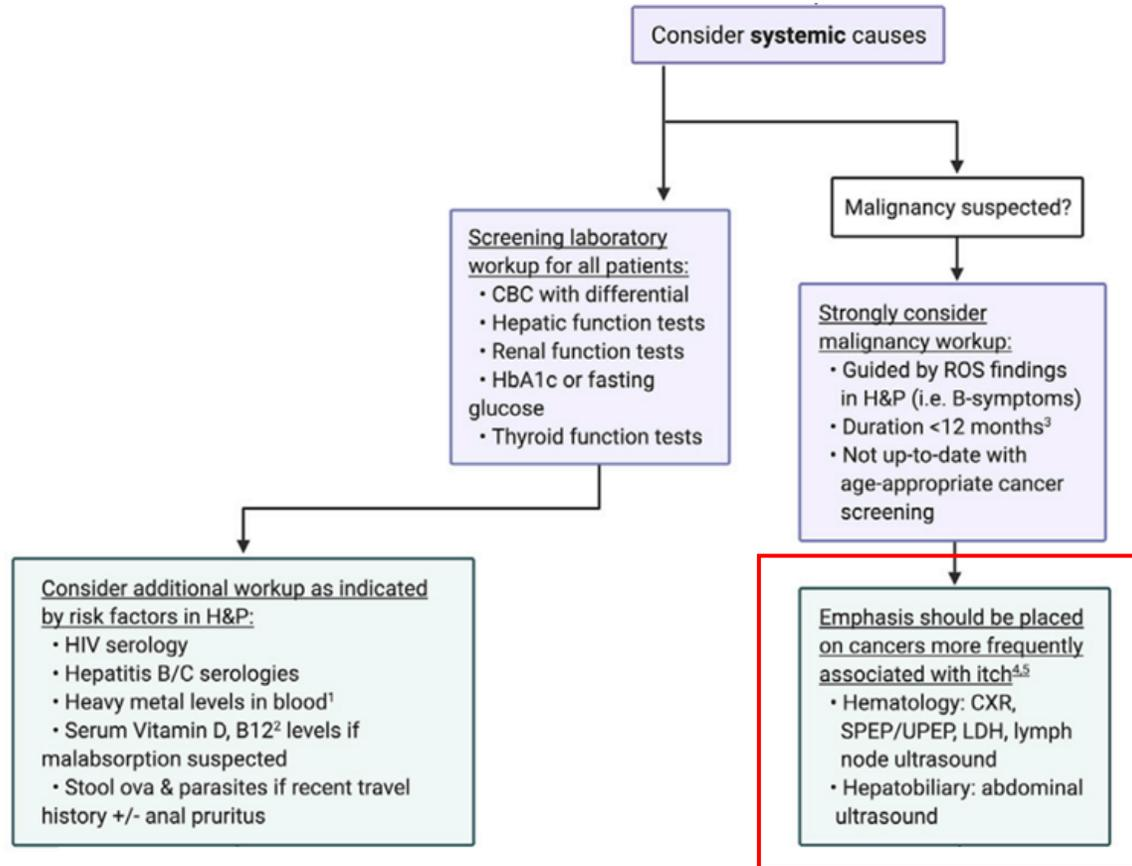 Consider systemic causes
Malignancy suspected?
Screening laboratory
workup for all patients:
• CBC with differential
• Hepatic function tests
• Renal function tests
• HbA1c or fasting
glucose
• Thyroid function tests
Strongly consider
malignancy workup:
• Guided by ROS findings
in H&P (i.e. B-symptoms)
• Duration <12 months³
• Not up-to-date with
age-appropriate cancer
screening
Consider additional workup as indicated
by risk factors in H&P:
• HIV serology
• Hepatitis B/C serologies
• Heavy metal levels in blood¹
• Serum Vitamin D, B12² levels if
malabsorption suspected
• Stool ova & parasites if recent travel
history +/- anal pruritus
Emphasis should be placed
on cancers more frequently
associated with itch⁴,⁵
• Hematology: CXR,
SPEP/UPEP, LDH, lymph
node ultrasound
• Hepatobiliary: abdominal
ultrasound